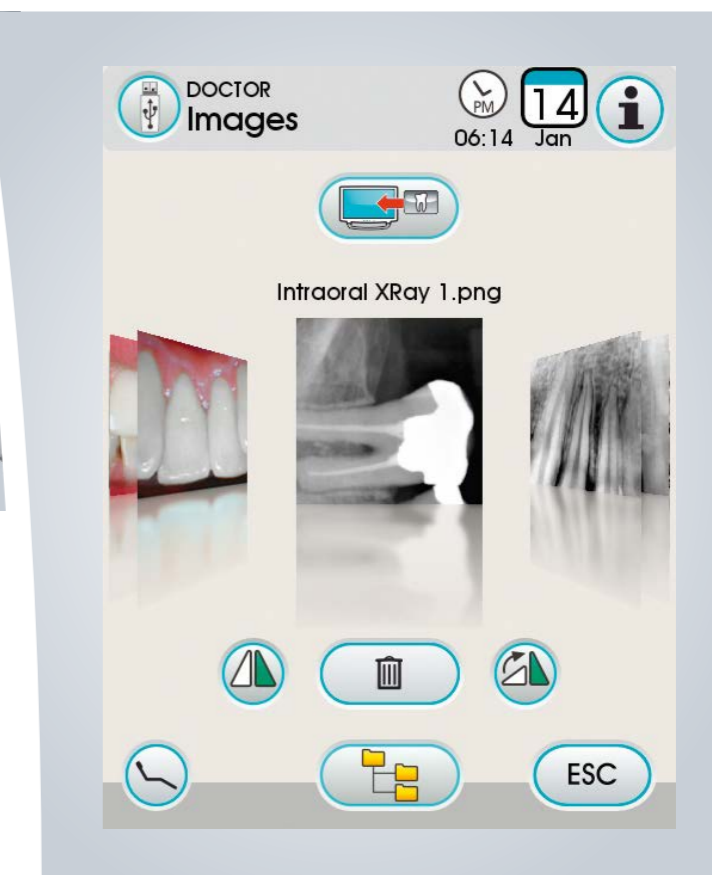 DOCTOR
Images
PM
06:14
14
Jan
i
Intraoral XRay 1.png
ESC